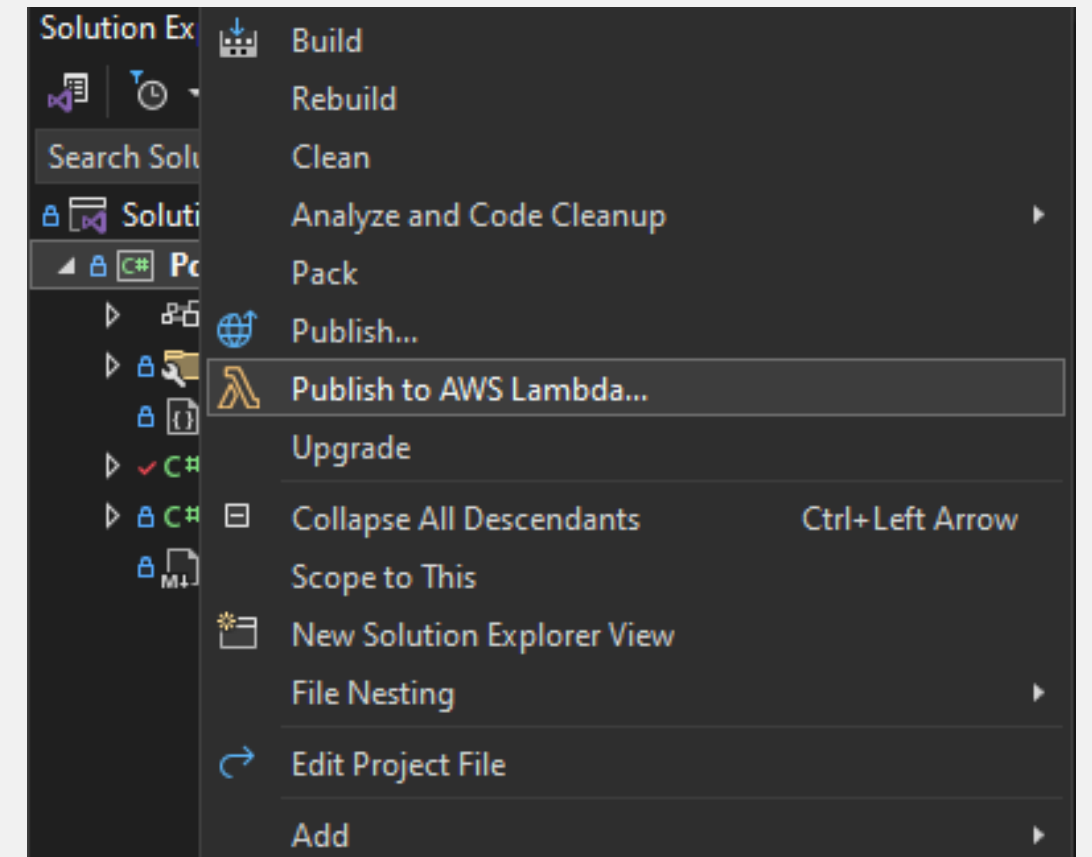 Solution Ex
Build
Rebuild
Search Solu
Clean
Soluti
Analyze and Code Cleanup
C#
Pack
Publish...
Publish to AWS Lambda...
C#
Upgrade
C#
Collapse All Descendants Ctrl+Left Arrow
M↓
Scope to This
New Solution Explorer View
File Nesting
Edit Project File
Add